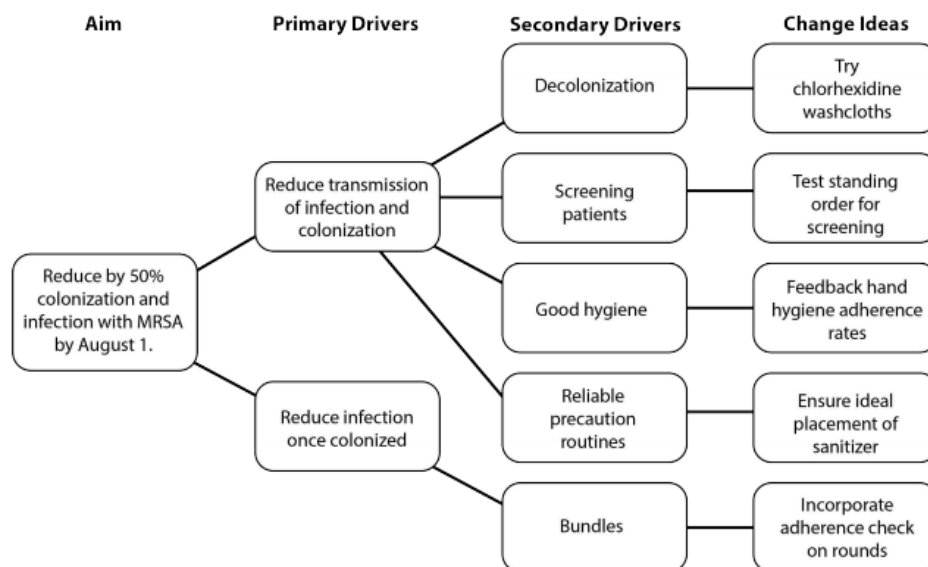 Aim
Primary Drivers
Secondary Drivers
Change Ideas
Reduce by 50%
colonization and
infection with MRSA
by August 1.
Reduce transmission
of infection and
colonization
Reduce infection
once colonized
Decolonization
Screening
patients
Good hygiene
Reliable
precaution
routines
Bundles
Try
chlorhexidine
washcloths
Test standing
order for
screening
Feedback hand
hygiene adherence
rates
Ensure ideal
placement of
sanitizer
Incorporate
adherence check
on rounds